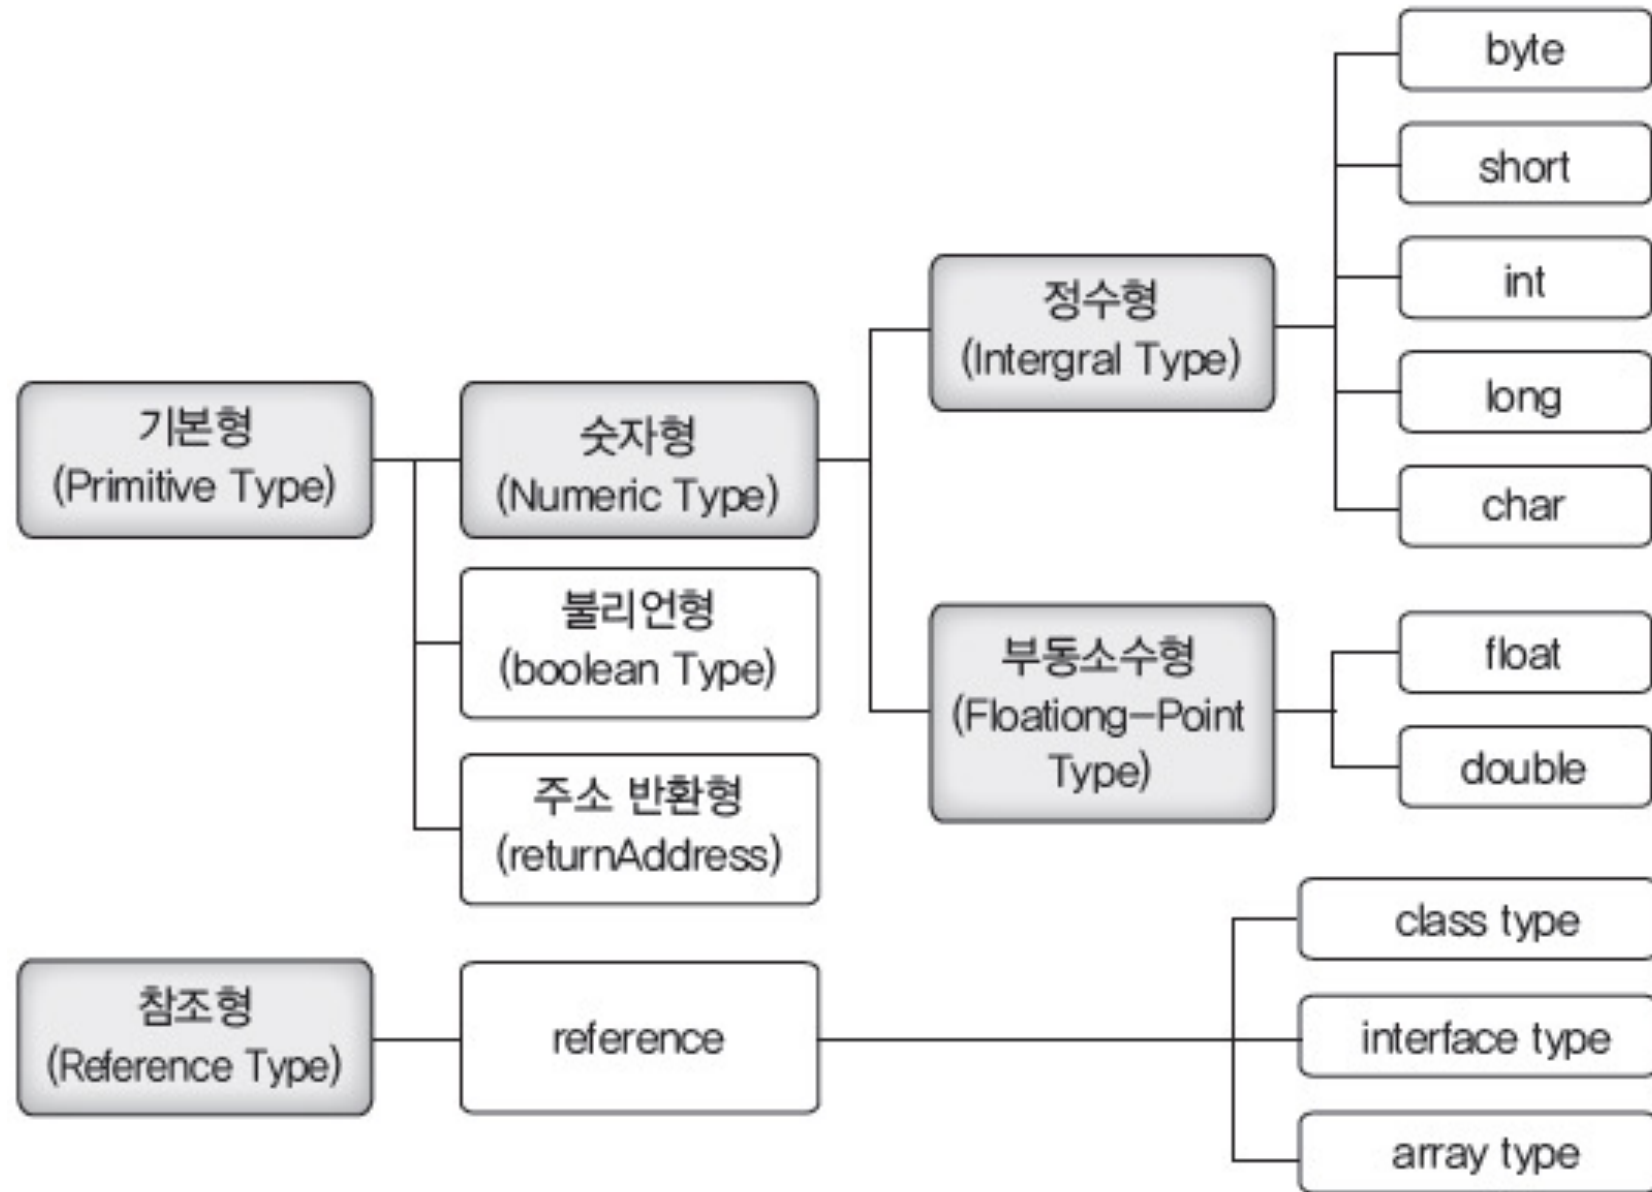 기본형
(Primitive Type)
숫자형
(Numeric Type)
불리언형
(boolean Type)
주소 반환형
(returnAddress)
정수형
(Intergral Type)
byte
short
int
long
char
부동소수형
(Floationg-Point
Type)
float
double
참조형
(Reference Type)
reference
class type
interface type
array type